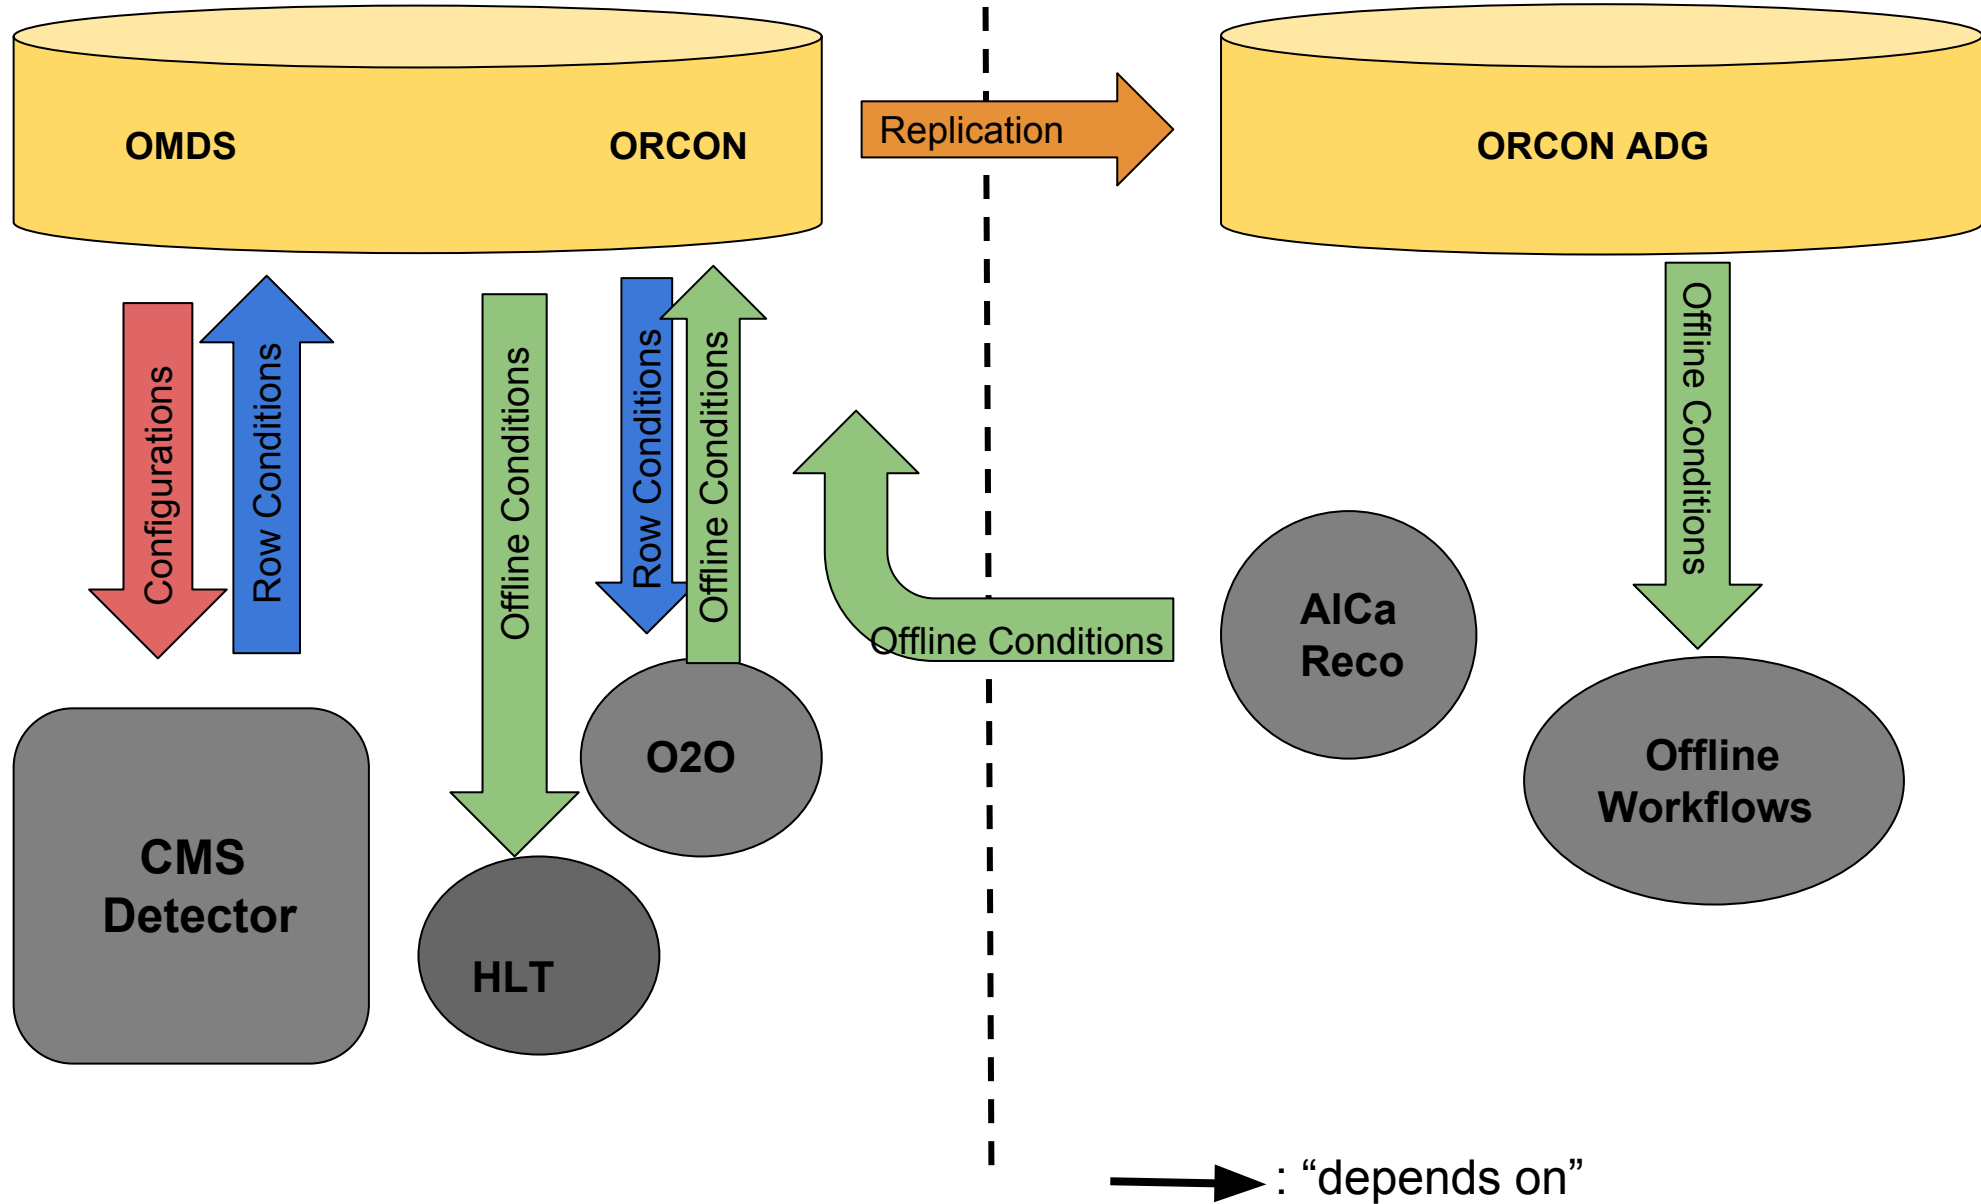 OMDS
ORCON
Replication
ORCON ADG
Configurations
Row Conditions
Offline Conditions
Row Conditions
Offline Conditions
Offline Conditions
Offline Conditions
AlCa
Reco
Offline
Workflows
O2O
CMS
Detector
HLT
: “depends on”